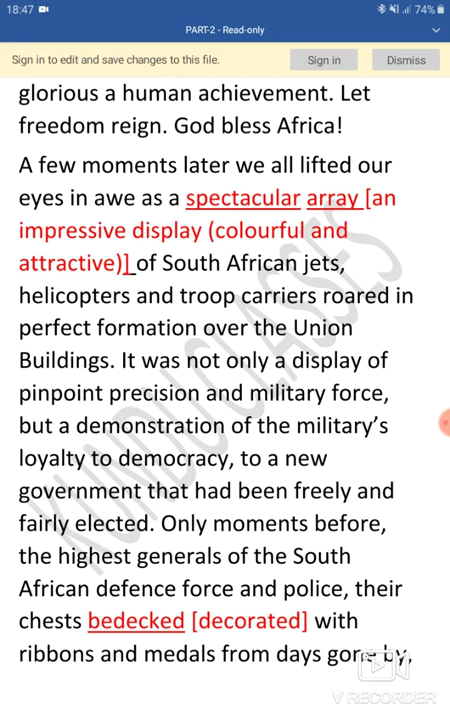 18:47 74%
PART-2 - Read-only
Sign in to edit and save changes to this file. Sign in Dismiss
glorious a human achievement. Let
freedom reign. God bless Africa!
A few moments later we all lifted our
eyes in awe as a spectacular array [an
impressive display (colourful and
attractive)] of South African jets,
helicopters and troop carriers roared in
perfect formation over the Union
Buildings. It was not only a display of
pinpoint precision and military force,
but a demonstration of the military's
loyalty to democracy, to a new
government that had been freely and
fairly elected. Only moments before,
the highest generals of the South
African defence force and police, their
chests bedecked [decorated] with
ribbons and medals from days gone by,
KUNDU CLASSES
V RECORDER